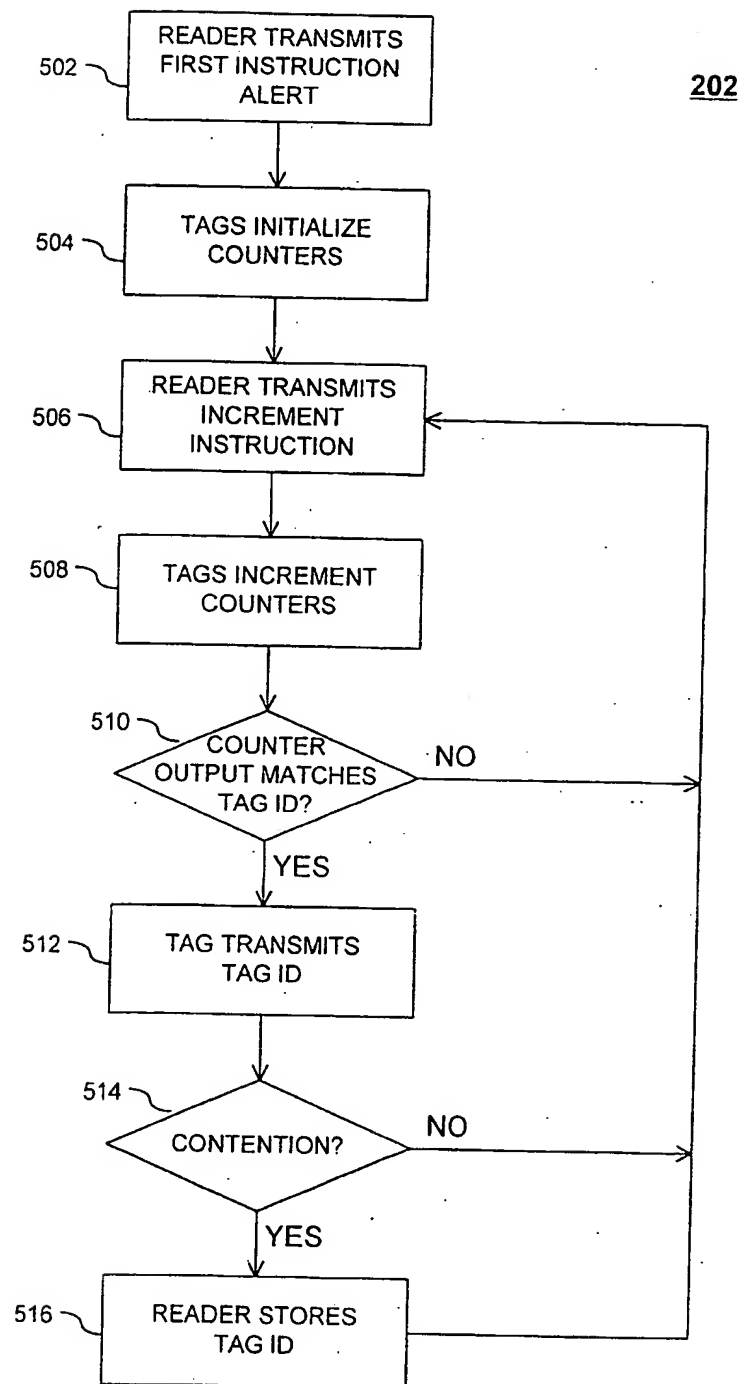 502
READER TRANSMITS
FIRST INSTRUCTION
ALERT
202
504
TAGS INITIALIZE
COUNTERS
506
READER TRANSMITS
INCREMENT
INSTRUCTION
508
TAGS INCREMENT
COUNTERS
510
COUNTER
OUTPUT MATCHES
TAG ID?
NO
YES
512
TAG TRANSMITS
TAG ID
514
CONTENTION?
NO
YES
516
READER STORES
TAG ID